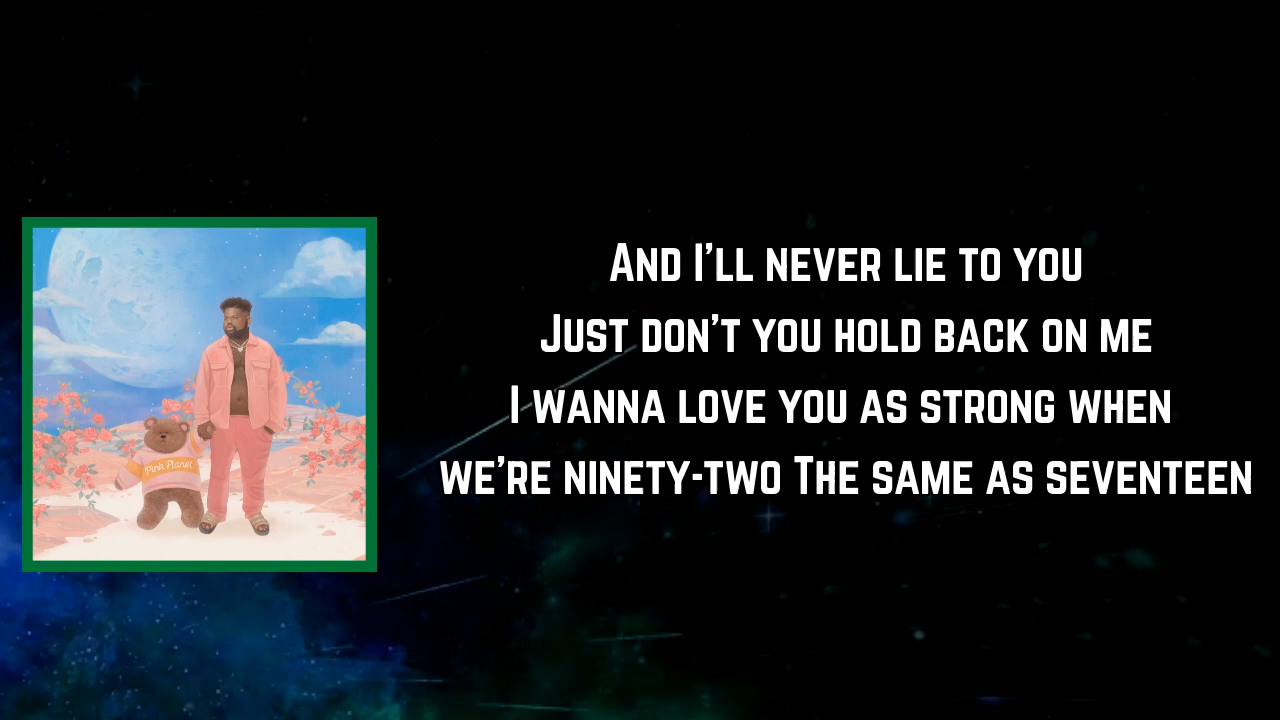 Pink Planet
And I'll never lie to you
Just don't you hold back on me
I wanna love you as strong when
we're ninety-two The same as seventeen